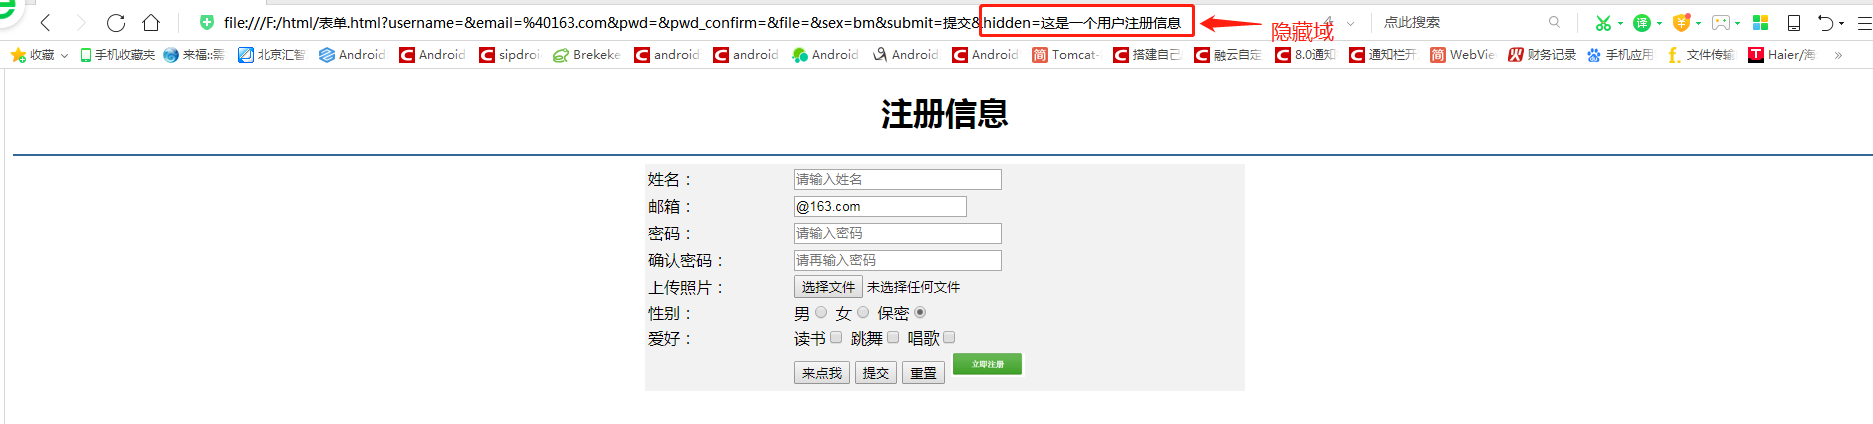 file:///F:/html/表单.html?username=&email=%40163.com&pwd=&pwd_confirm=&file=&sex=bm&submit=提交&hidden=这是一个用户注册信息
点此搜索
译
隐藏域
收藏 手机收藏夹 来福::需 北京汇智 Android Android sipdroi Brekeke android android Android Android Android 简 Tomcat- 搭建自己 融云自定 8.0通知 通知栏开 简 WebVie 财务记录 手机应用 文件传输 Haier/海 »
注册信息
姓名： 请输入姓名
邮箱： @163.com
密码： 请输入密码
确认密码： 请再输入密码
上传照片： 选择文件 未选择任何文件
性别： 男 女 保密
爱好： 读书 跳舞 唱歌
来点我 提交 重置 立即注册